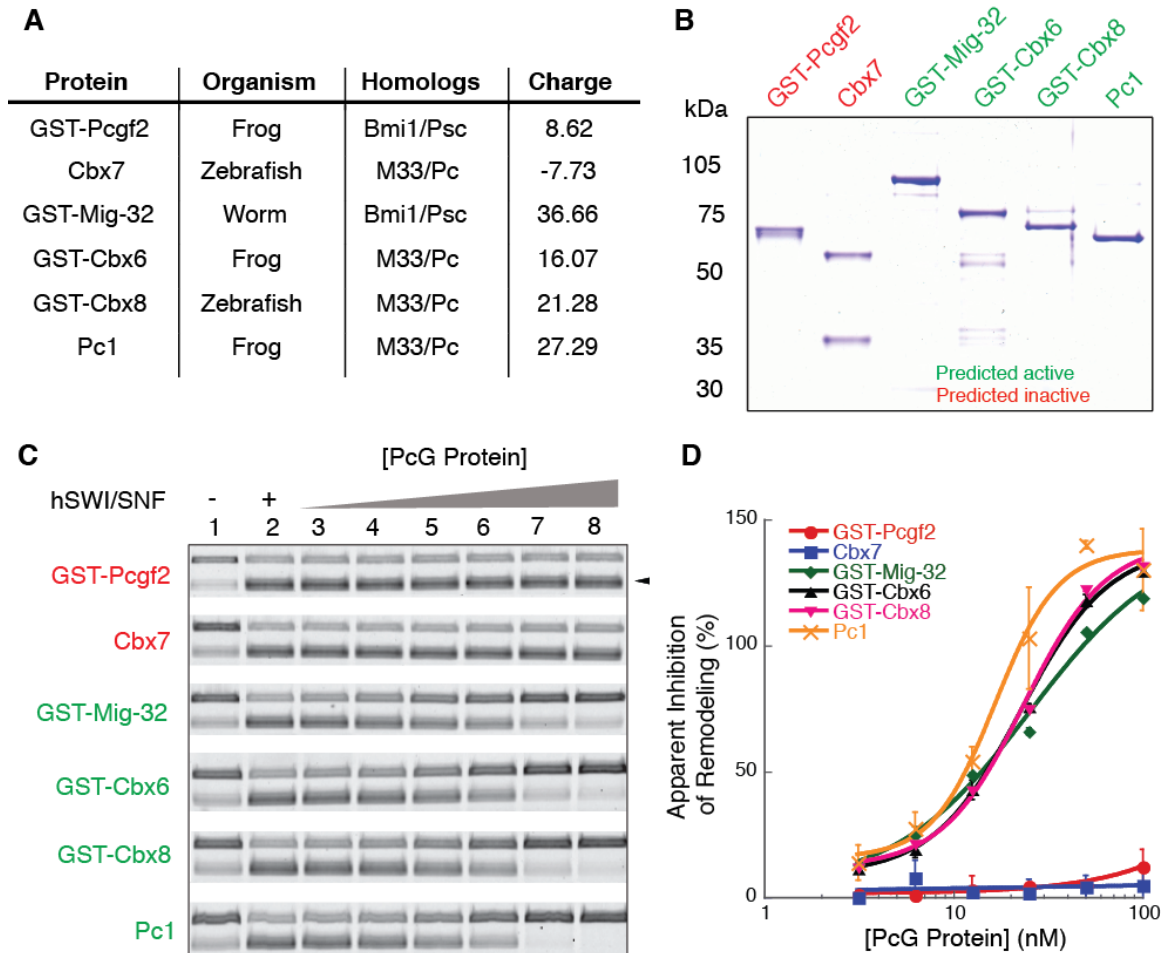 A
Protein Organism Homologs Charge
GST-Pcgf2 Frog Bmi1/Psc 8.62
Cbx7 Zebrafish M33/Pc -7.73
GST-Mig-32 Worm Bmi1/Psc 36.66
GST-Cbx6 Frog M33/Pc 16.07
GST-Cbx8 Zebrafish M33/Pc 21.28
Pc1 Frog M33/Pc 27.29
B
GST-Pcgf2 Cbx7 GST-Mig-32 GST-Cbx6 GST-Cbx8 Pc1
kDa
105
75
50
35
30
Predicted active
Predicted inactive
C
[PcG Protein]
hSWI/SNF - +
1 2 3 4 5 6 7 8
GST-Pcgf2
Cbx7
GST-Mig-32
GST-Cbx6
GST-Cbx8
Pc1
D
150
100
50
0
Apparent Inhibition
of Remodeling (%)
GST-Pcgf2
Cbx7
GST-Mig-32
GST-Cbx6
GST-Cbx8
Pc1
1 10 100
[PcG Protein] (nM)